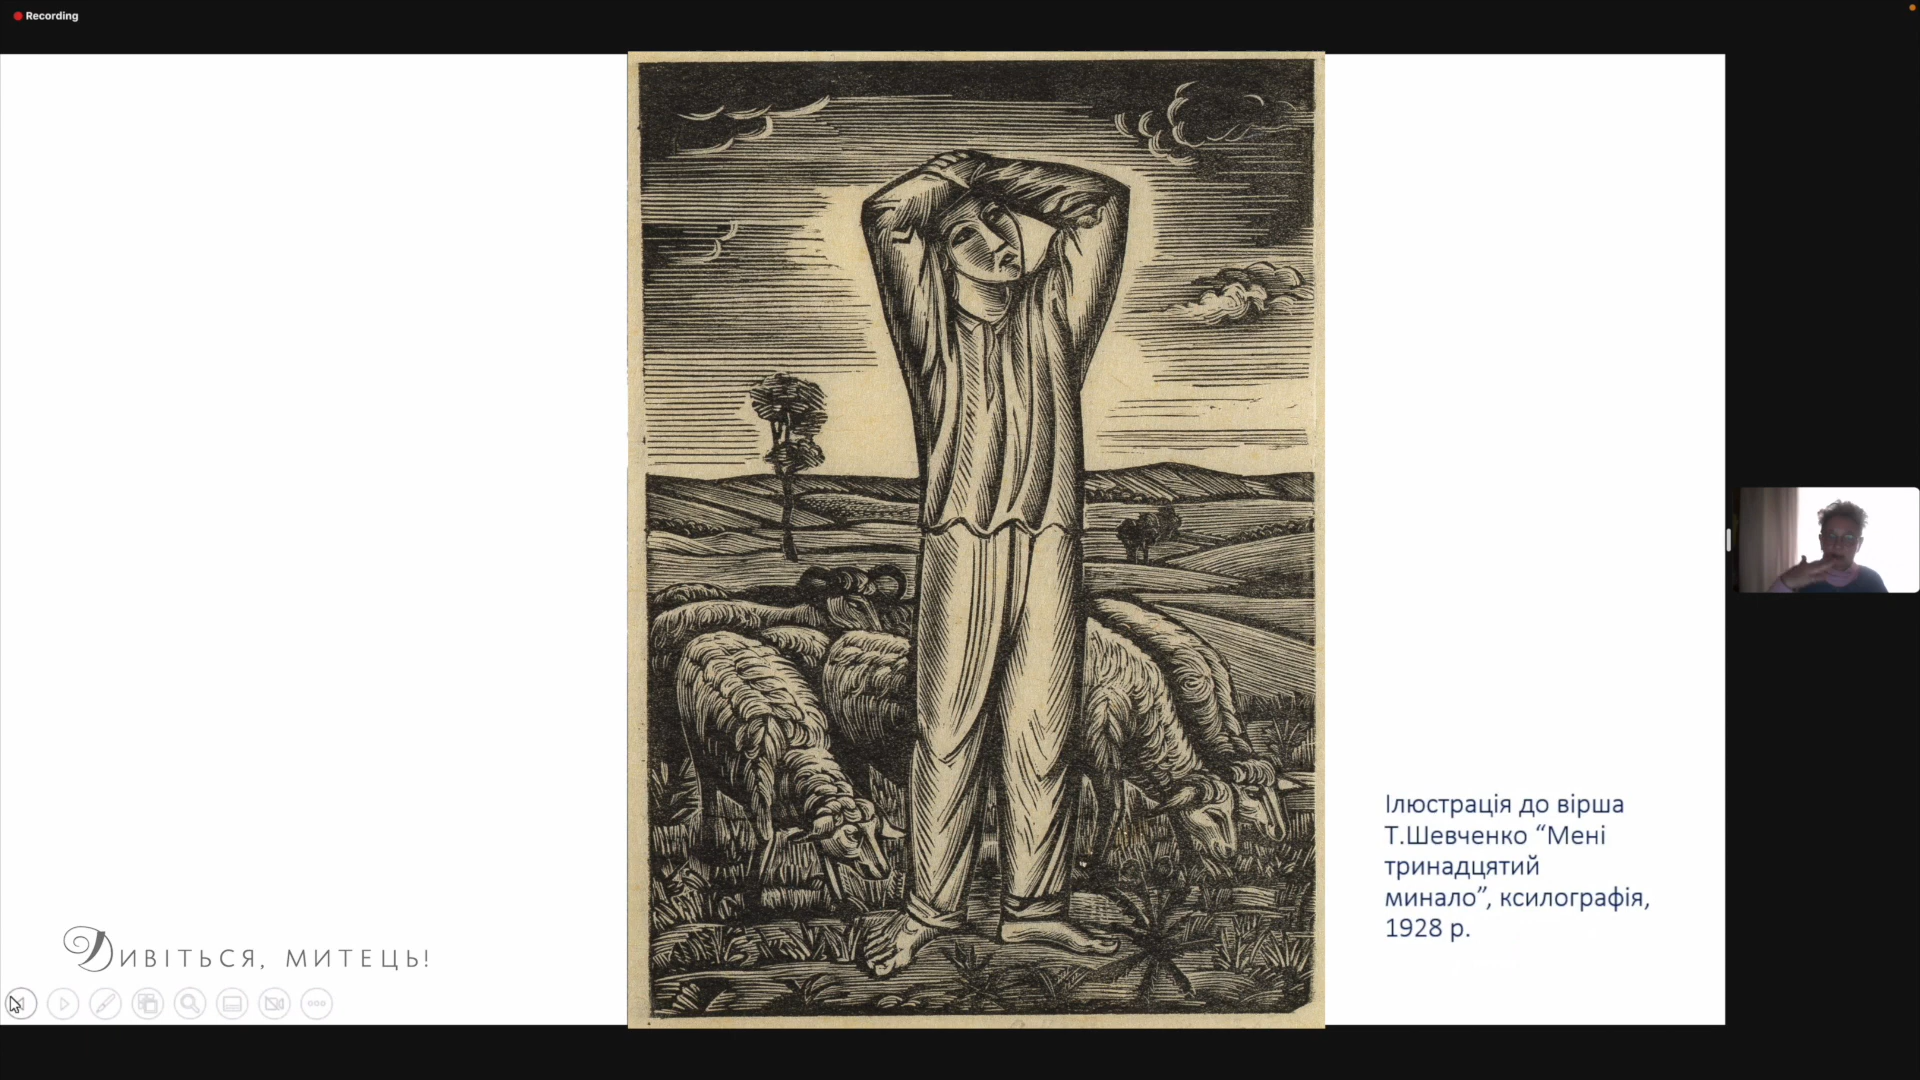 Recording
Ілюстрація до вірша
Т.Шевченко “Мені
тринадцятий
минало”, ксилографія,
1928 р.
Дивіться, митець!